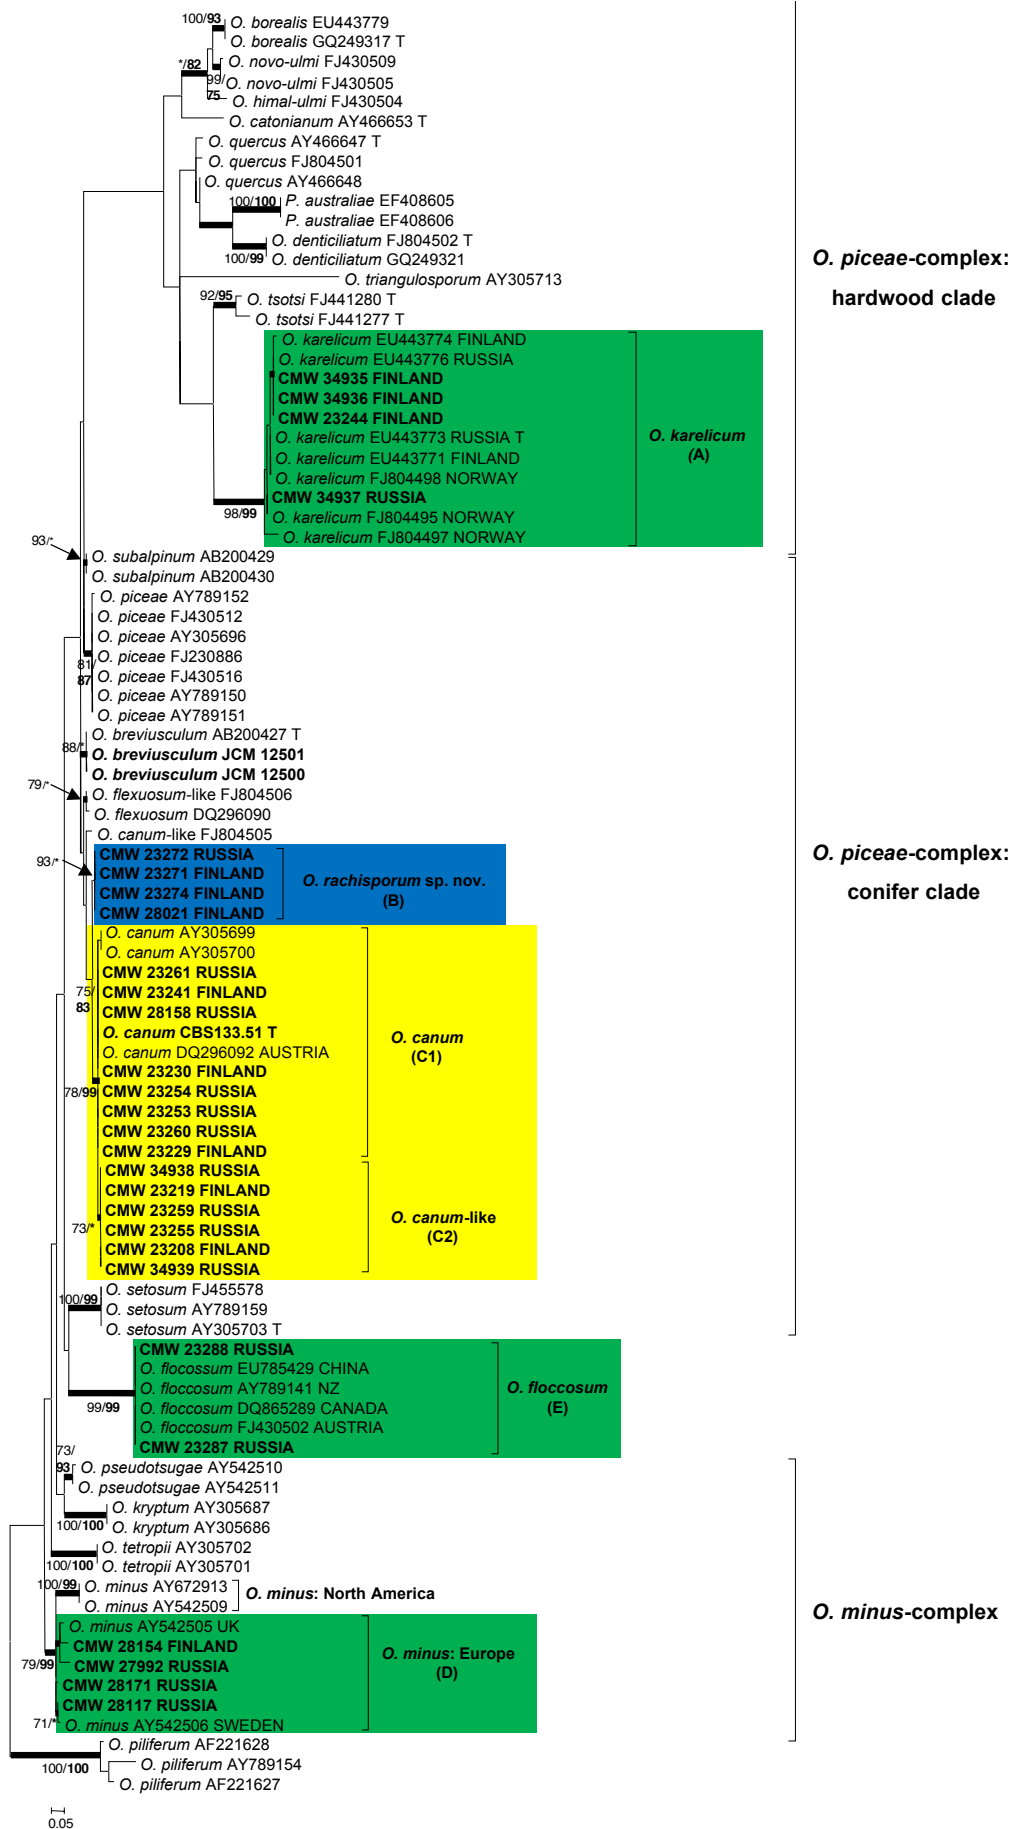 100/93
O. borealis EU443779
O. borealis GQ249317 T
O. novo-ulmi FJ430509
*/82
99/
75
O. novo-ulmi FJ430505
O. himal-ulmi FJ430504
O. catonianum AY466653 T
O. quercus AY466647 T
O. quercus FJ804501
O. quercus AY466648
100/100
P. australiae EF408605
P. australiae EF408606
O. denticiliatum FJ804502 T
100/99
O. denticiliatum GQ249321
O. triangulosporum AY305713
92/95
O. tsotsi FJ441280 T
O. tsotsi FJ441277 T
O. piceae-complex:
hardwood clade
O. karelicum EU443774 FINLAND
O. karelicum EU443776 RUSSIA
CMW 34935 FINLAND
CMW 34936 FINLAND
CMW 23244 FINLAND
O. karelicum EU443773 RUSSIA T
O. karelicum EU443771 FINLAND
O. karelicum FJ804498 NORWAY
CMW 34937 RUSSIA
98/99
O. karelicum FJ804495 NORWAY
O. karelicum FJ804497 NORWAY
O. karelicum
(A)
93/*
O. subalpinum AB200429
O. subalpinum AB200430
O. piceae AY789152
O. piceae FJ430512
O. piceae AY305696
O. piceae FJ230886
81/
87
O. piceae FJ430516
O. piceae AY789150
O. piceae AY789151
O. breviusculum AB200427 T
88/*
O. breviusculum JCM 12501
O. breviusculum JCM 12500
79/*
O. flexuosum-like FJ804506
O. flexuosum DQ296090
O. canum-like FJ804505
93/*
CMW 23272 RUSSIA
CMW 23271 FINLAND
CMW 23274 FINLAND
CMW 28021 FINLAND
O. rachisporum sp. nov.
(B)
O. piceae-complex:
conifer clade
O. canum AY305699
O. canum AY305700
CMW 23261 RUSSIA
75/
83
CMW 23241 FINLAND
CMW 28158 RUSSIA
O. canum CBS133.51 T
O. canum DQ296092 AUSTRIA
CMW 23230 FINLAND
78/99
CMW 23254 RUSSIA
CMW 23253 RUSSIA
CMW 23260 RUSSIA
CMW 23229 FINLAND
O. canum
(C1)
CMW 34938 RUSSIA
CMW 23219 FINLAND
CMW 23259 RUSSIA
73/*
CMW 23255 RUSSIA
CMW 23208 FINLAND
CMW 34939 RUSSIA
O. canum-like
(C2)
O. setosum FJ455578
100/99
O. setosum AY789159
O. setosum AY305703 T
CMW 23288 RUSSIA
O. flocossum EU785429 CHINA
O. floccosum AY789141 NZ
99/99
O. floccosum DQ865289 CANADA
O. floccosum FJ430502 AUSTRIA
CMW 23287 RUSSIA
O. floccosum
(E)
73/
93
O. pseudotsugae AY542510
O. pseudotsugae AY542511
O. kryptum AY305687
100/100
O. kryptum AY305686
O. tetropii AY305702
100/100
O. tetropii AY305701
100/99
O. minus AY672913
O. minus AY542509
O. minus: North America
O. minus-complex
O. minus AY542505 UK
CMW 28154 FINLAND
79/99
CMW 27992 RUSSIA
CMW 28171 RUSSIA
CMW 28117 RUSSIA
71/*
O. minus AY542506 SWEDEN
O. minus: Europe
(D)
O. piliferum AF221628
100/100
O. piliferum AY789154
O. piliferum AF221627
0.05